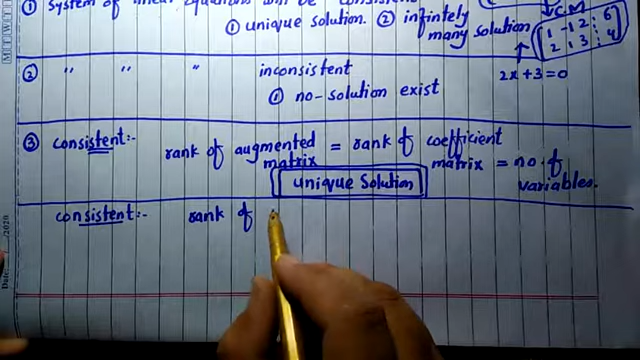 ① System of linear equations will be
① unique solution. ② infintely
many solution
C M
1 -1 2 : 6
2 1 3 : 4
2x+3=0
② " " " inconsistent
① no-solution exist
③ consistent:- rank of augmented matrix = rank of coefficient matrix = no. of variables.
unique Solution
consistent:- rank of